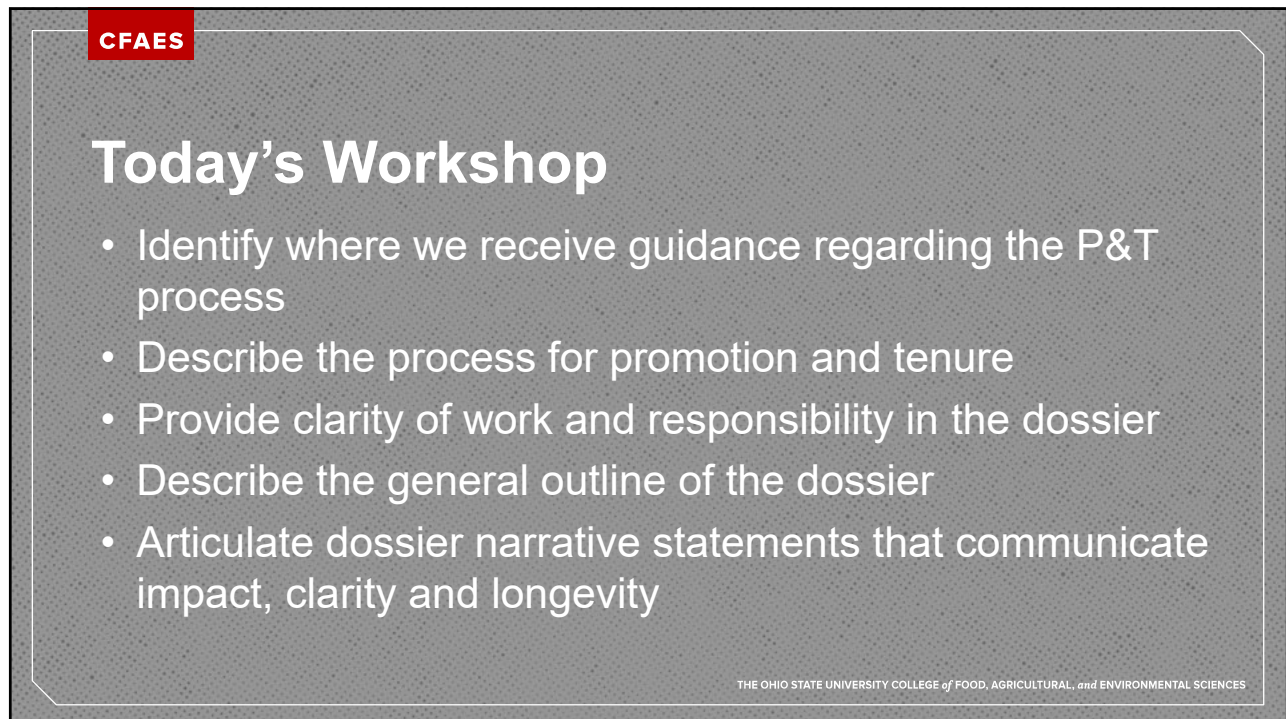 CFAES
Today’s Workshop
• Identify where we receive guidance regarding the P&T
process
• Describe the process for promotion and tenure
• Provide clarity of work and responsibility in the dossier
• Describe the general outline of the dossier
• Articulate dossier narrative statements that communicate
impact, clarity and longevity
THE OHIO STATE UNIVERSITY COLLEGE of FOOD, AGRICULTURAL, and ENVIRONMENTAL SCIENCES